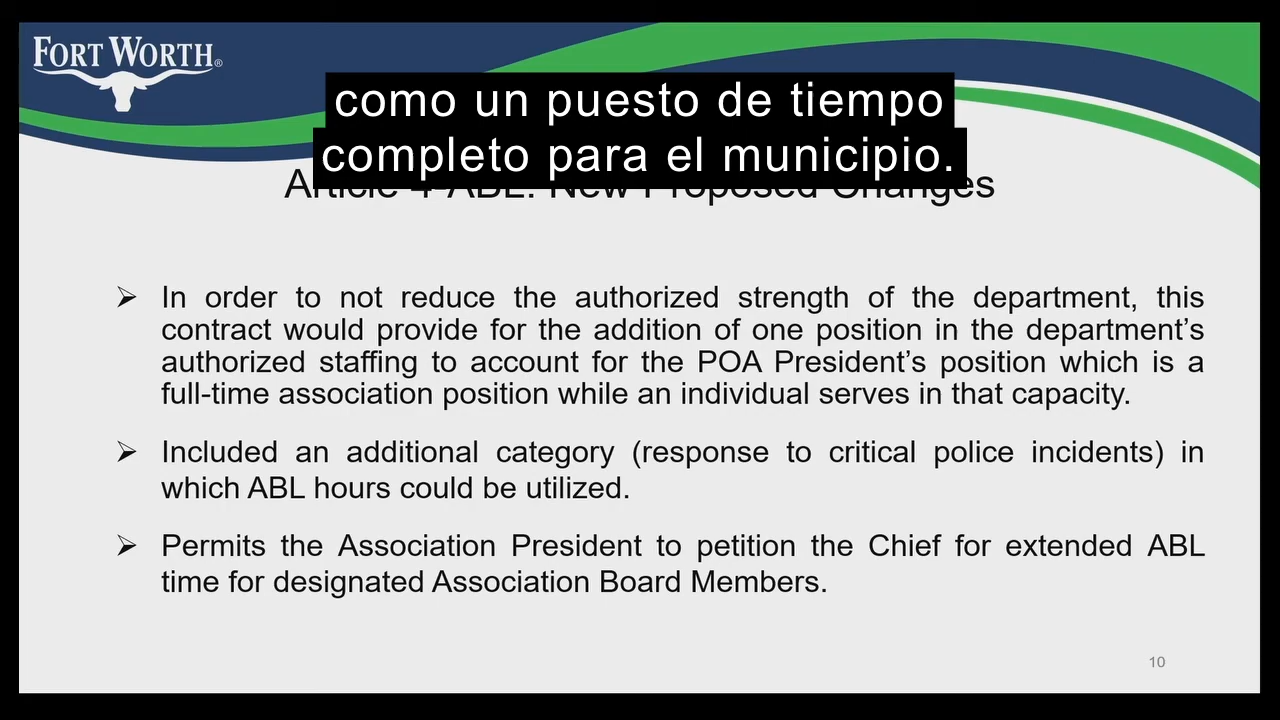 FORT WORTH®
como un puesto de tiempo
completo para el municipio.
Article 4-ABL: New Proposed Changes
➢ In order to not reduce the authorized strength of the department, this
contract would provide for the addition of one position in the department’s
authorized staffing to account for the POA President’s position which is a
full-time association position while an individual serves in that capacity.
➢ Included an additional category (response to critical police incidents) in
which ABL hours could be utilized.
➢ Permits the Association President to petition the Chief for extended ABL
time for designated Association Board Members.
10